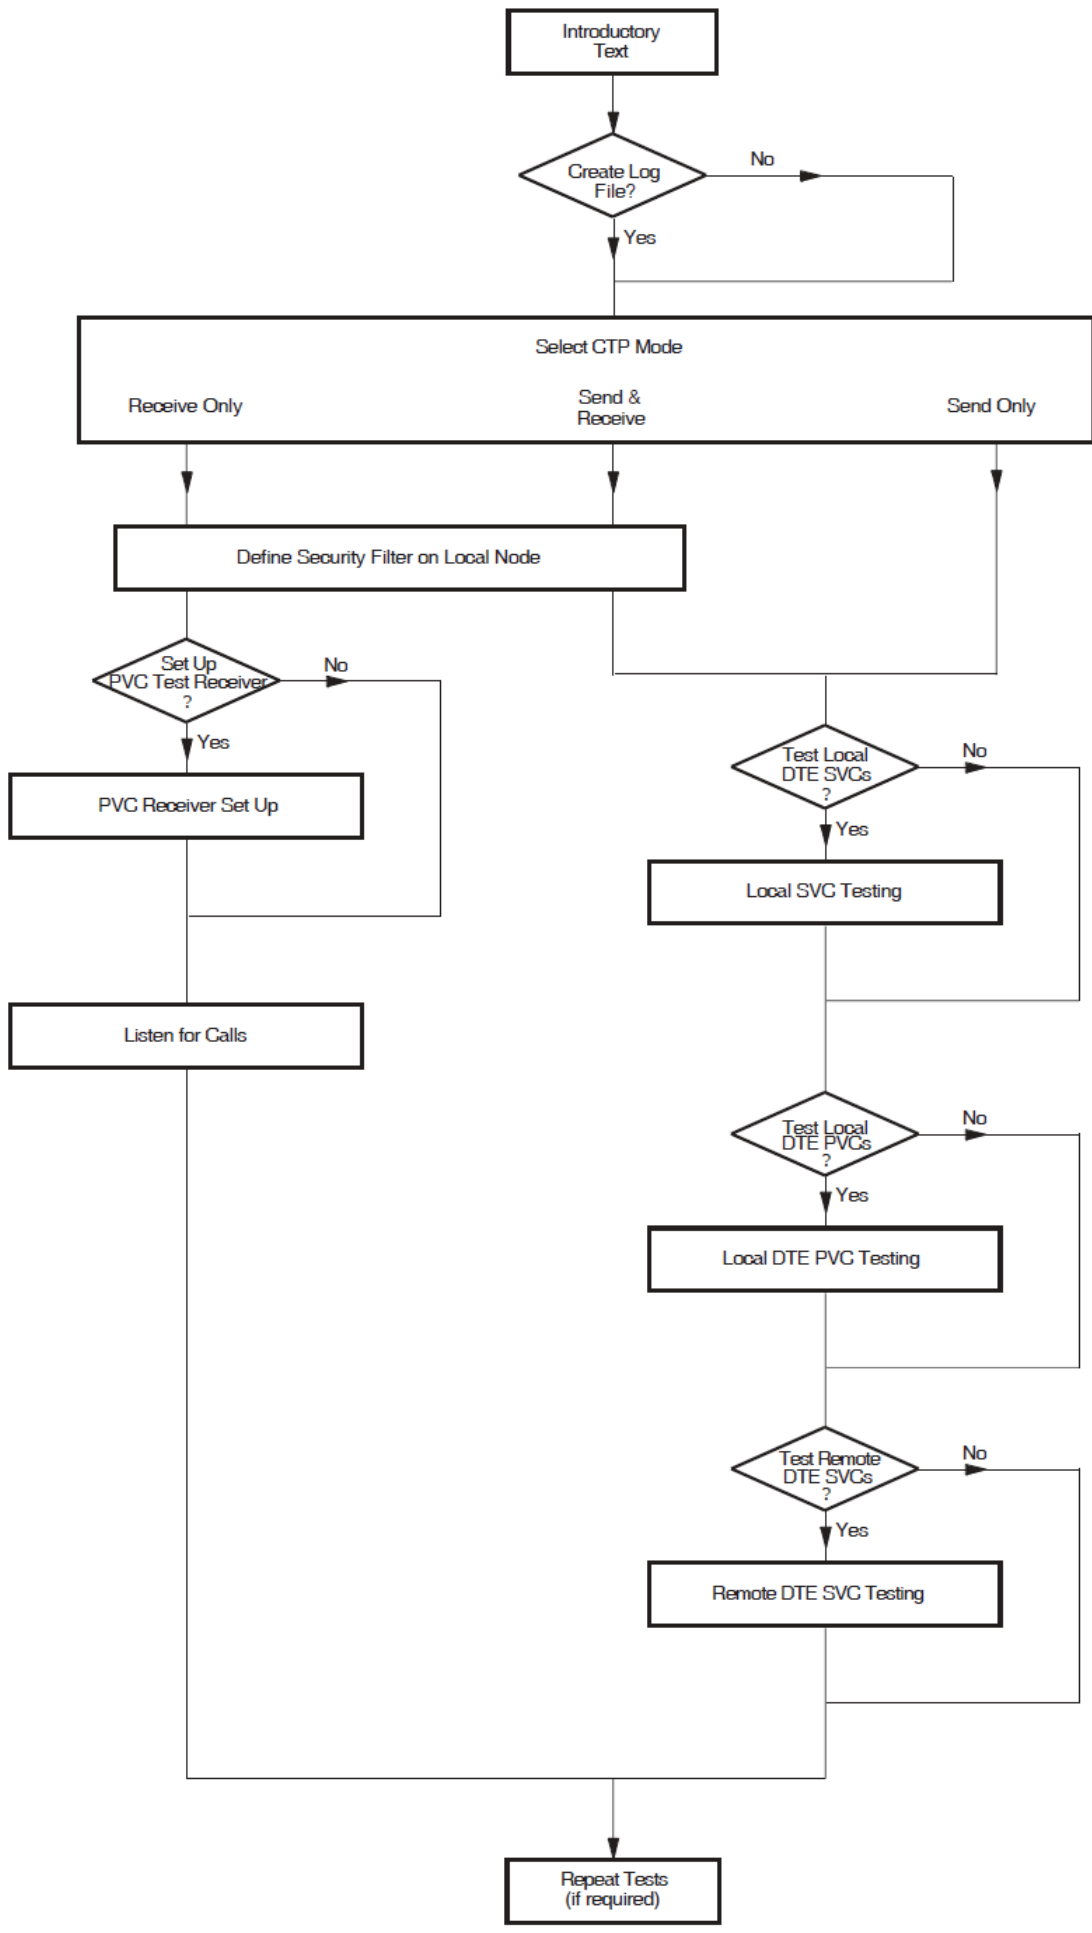 Introductory
Text
Create Log
File?
No
Yes
Select CTP Mode
Receive Only
Send &
Receive
Send Only
Define Security Filter on Local Node
Set Up
PVC Test Receiver
?
No
Yes
PVC Receiver Set Up
Listen for Calls
Test Local
DTE SVCs
?
No
Yes
Local SVC Testing
Test Local
DTE PVCs
?
No
Yes
Local DTE PVC Testing
Test Remote
DTE SVCs
?
No
Yes
Remote DTE SVC Testing
Repeat Tests
(if required)